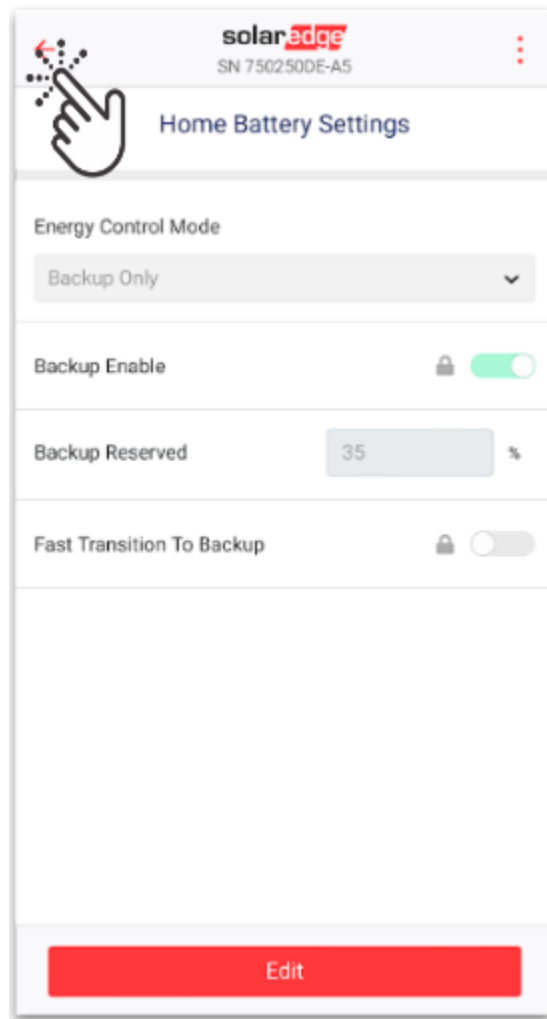 solaredge
SN 750250DE-A5
Home Battery Settings
Energy Control Mode
Backup Only
Backup Enable
Backup Reserved 35 %
Fast Transition To Backup
Edit